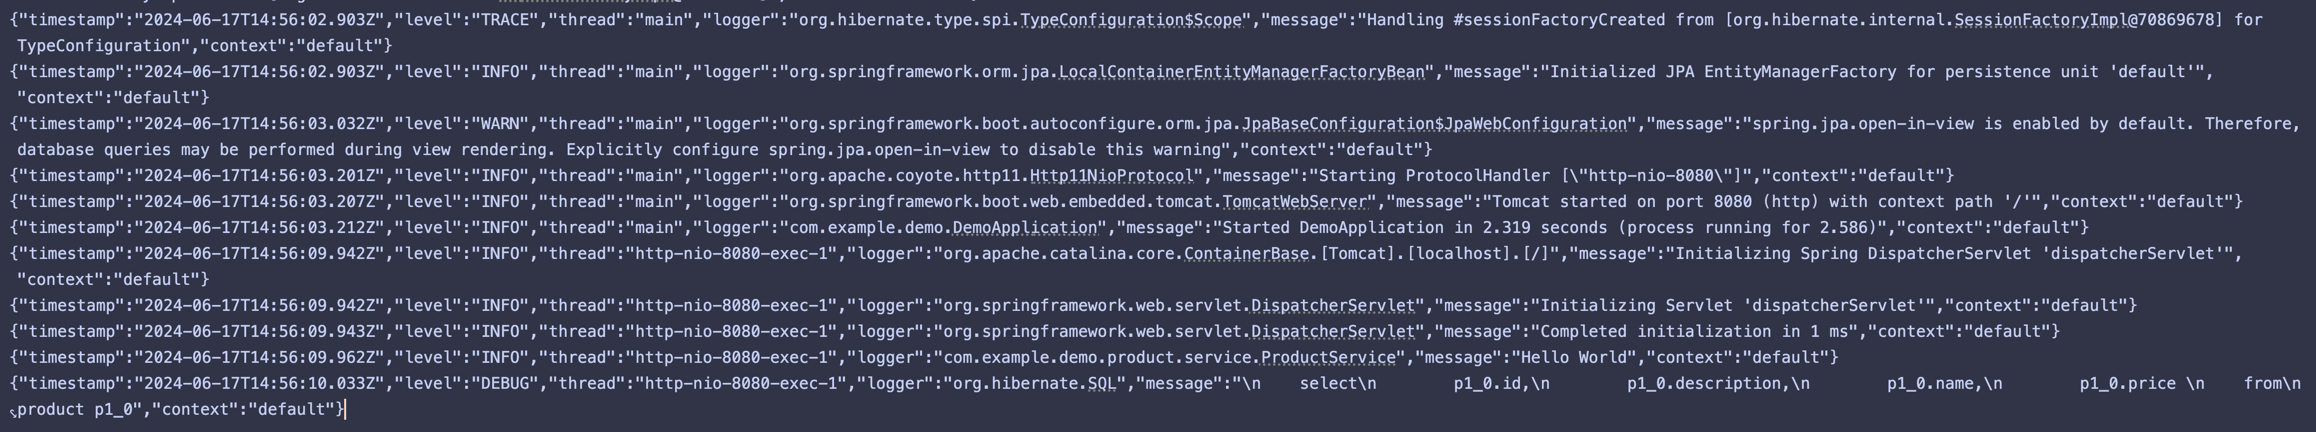 {"timestamp":"2024-06-17T14:56:02.903Z","level":"TRACE","thread":"main","logger":"org.hibernate.type.spi.TypeConfiguration$Scope","message":"Handling #sessionFactoryCreated from [org.hibernate.internal.SessionFactoryImpl@70869678] for
TypeConfiguration","context":"default"}
{"timestamp":"2024-06-17T14:56:02.903Z","level":"INFO","thread":"main","logger":"org.springframework.orm.jpa.LocalContainerEntityManagerFactoryBean","message":"Initialized JPA EntityManagerFactory for persistence unit 'default'",
"context":"default"}
{"timestamp":"2024-06-17T14:56:03.032Z","level":"WARN","thread":"main","logger":"org.springframework.boot.autoconfigure.orm.jpa.JpaBaseConfiguration$JpaWebConfiguration","message":"spring.jpa.open-in-view is enabled by default. Therefore,
database queries may be performed during view rendering. Explicitly configure spring.jpa.open-in-view to disable this warning","context":"default"}
{"timestamp":"2024-06-17T14:56:03.201Z","level":"INFO","thread":"main","logger":"org.apache.coyote.http11.Http11NioProtocol","message":"Starting ProtocolHandler [\"http-nio-8080\"]","context":"default"}
{"timestamp":"2024-06-17T14:56:03.207Z","level":"INFO","thread":"main","logger":"org.springframework.boot.web.embedded.tomcat.TomcatWebServer","message":"Tomcat started on port 8080 (http) with context path '/'","context":"default"}
{"timestamp":"2024-06-17T14:56:03.212Z","level":"INFO","thread":"main","logger":"com.example.demo.DemoApplication","message":"Started DemoApplication in 2.319 seconds (process running for 2.586)","context":"default"}
{"timestamp":"2024-06-17T14:56:09.942Z","level":"INFO","thread":"http-nio-8080-exec-1","logger":"org.apache.catalina.core.ContainerBase.[Tomcat].[localhost].[/]","message":"Initializing Spring DispatcherServlet 'dispatcherServlet'",
"context":"default"}
{"timestamp":"2024-06-17T14:56:09.942Z","level":"INFO","thread":"http-nio-8080-exec-1","logger":"org.springframework.web.servlet.DispatcherServlet","message":"Initializing Servlet 'dispatcherServlet'","context":"default"}
{"timestamp":"2024-06-17T14:56:09.943Z","level":"INFO","thread":"http-nio-8080-exec-1","logger":"org.springframework.web.servlet.DispatcherServlet","message":"Completed initialization in 1 ms","context":"default"}
{"timestamp":"2024-06-17T14:56:09.962Z","level":"INFO","thread":"http-nio-8080-exec-1","logger":"com.example.demo.product.service.ProductService","message":"Hello World","context":"default"}
{"timestamp":"2024-06-17T14:56:10.033Z","level":"DEBUG","thread":"http-nio-8080-exec-1","logger":"org.hibernate.SQL","message":"\n    select\n        p1_0.id,\n        p1_0.description,\n        p1_0.name,\n        p1_0.price \n    from\n
product p1_0","context":"default"}